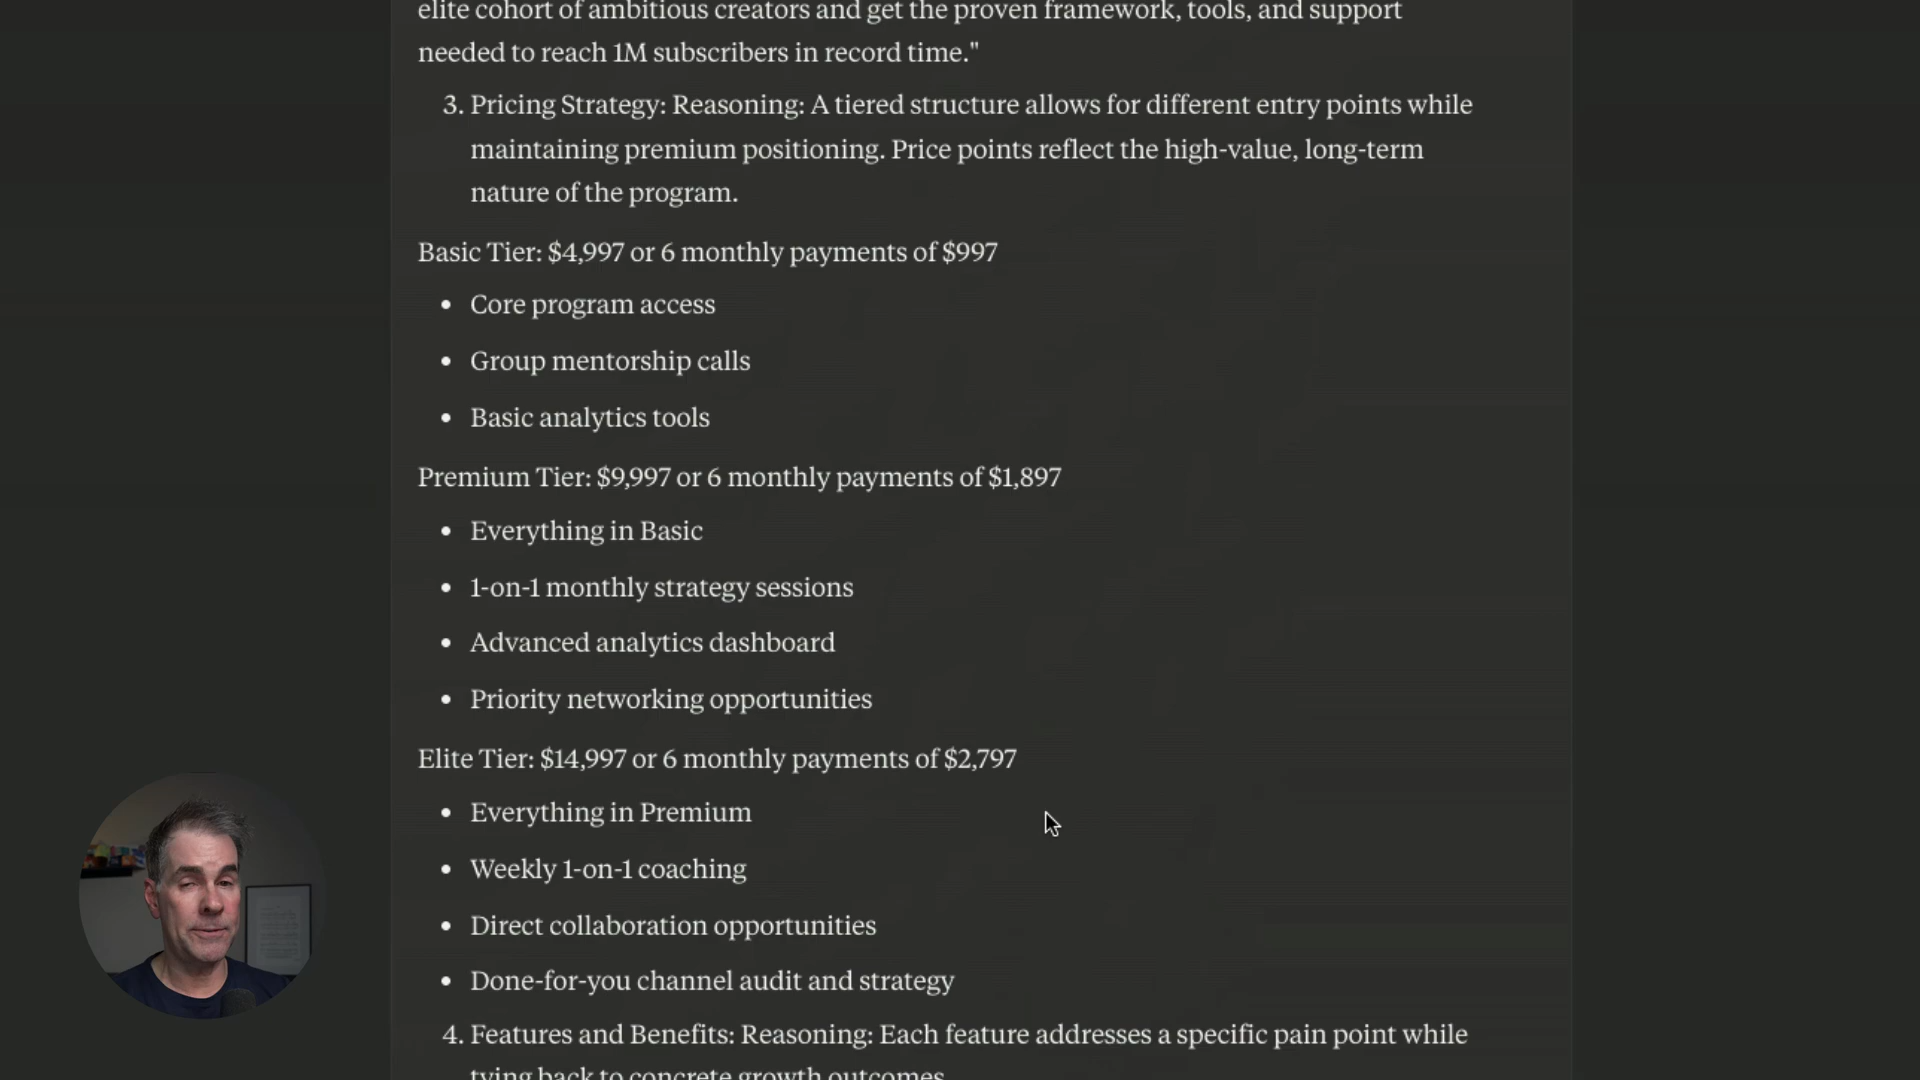 elite cohort of ambitious creators and get the proven framework, tools, and support
needed to reach 1M subscribers in record time."
3. Pricing Strategy: Reasoning: A tiered structure allows for different entry points while
maintaining premium positioning. Price points reflect the high-value, long-term
nature of the program.
Basic Tier: $4,997 or 6 monthly payments of $997
• Core program access
• Group mentorship calls
• Basic analytics tools
Premium Tier: $9,997 or 6 monthly payments of $1,897
• Everything in Basic
• 1-on-1 monthly strategy sessions
• Advanced analytics dashboard
• Priority networking opportunities
Elite Tier: $14,997 or 6 monthly payments of $2,797
• Everything in Premium
• Weekly 1-on-1 coaching
• Direct collaboration opportunities
• Done-for-you channel audit and strategy
4. Features and Benefits: Reasoning: Each feature addresses a specific pain point while
tying back to concrete growth outcomes.